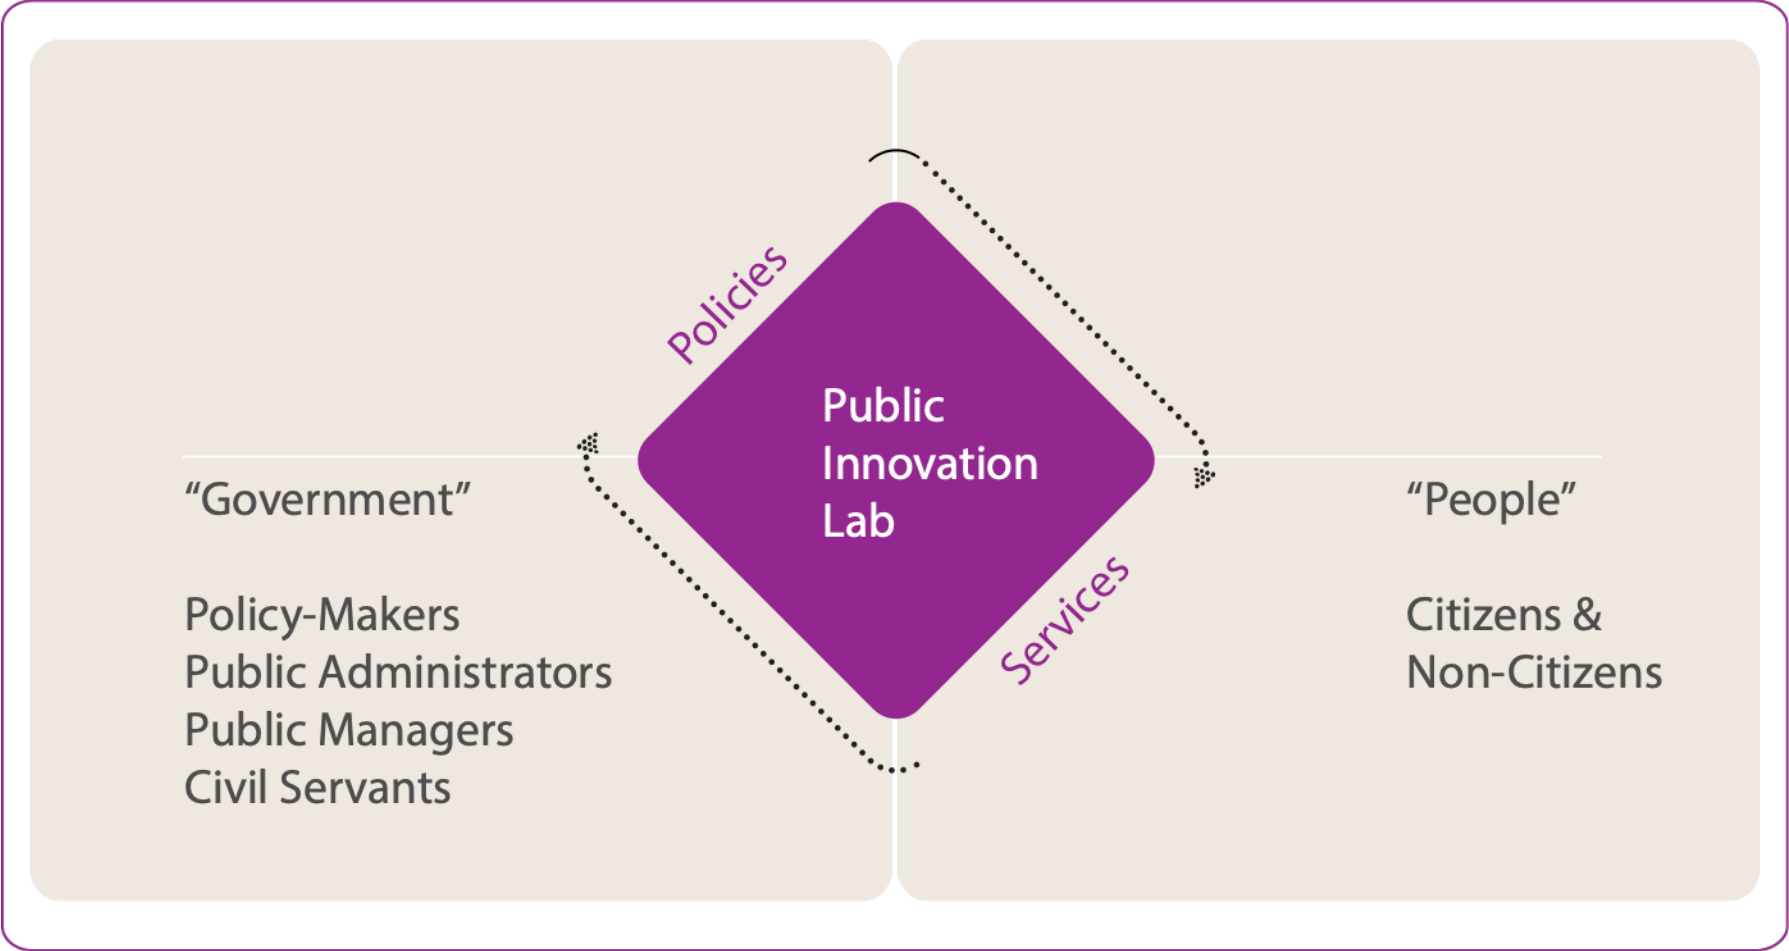 Policies
Public
Innovation
Lab
“Government”
Policy-Makers
Public Administrators
Public Managers
Civil Servants
“People”
Citizens &
Non-Citizens
Services